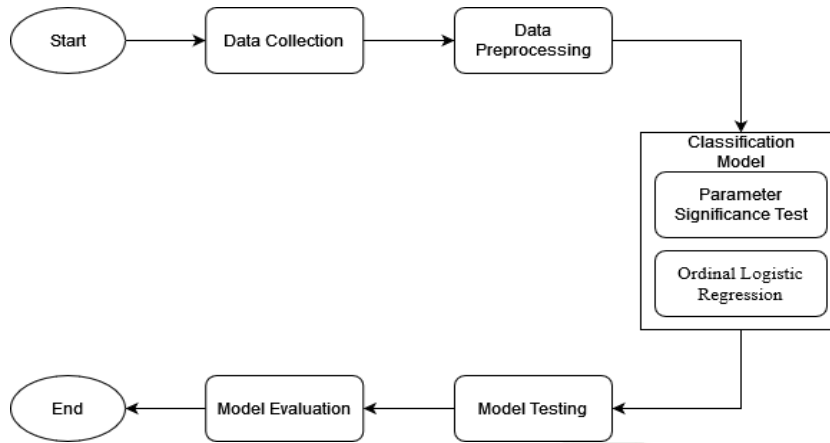 Start
Data Collection
Data
Preprocessing
Classification
Model
Parameter
Significance Test
Ordinal Logistic
Regression
End
Model Evaluation
Model Testing